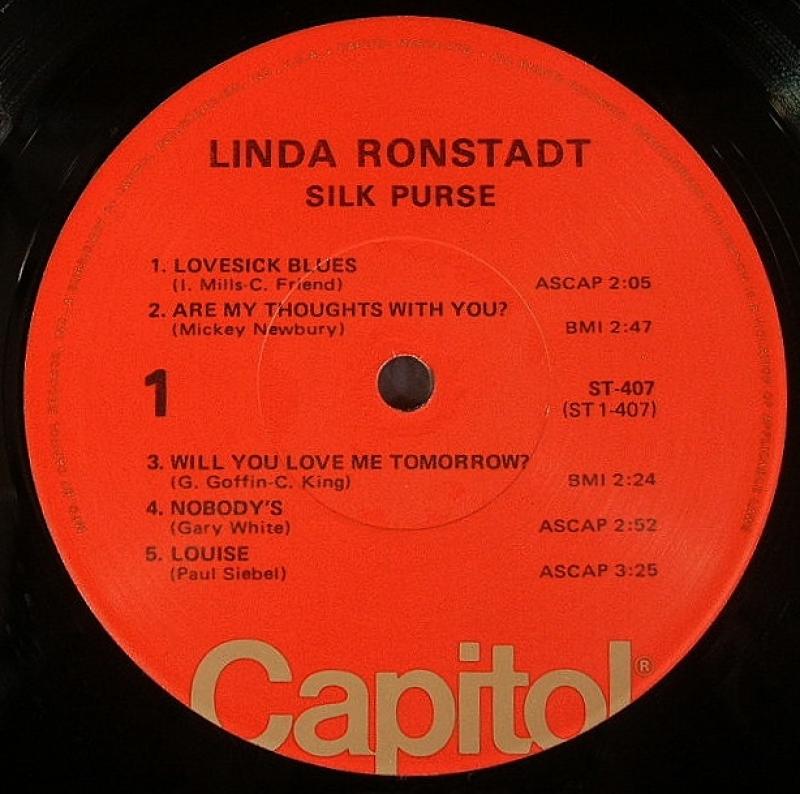 LINDA RONSTADT
SILK PURSE
1. LOVESICK BLUES
(I. Mills-C. Friend) ASCAP 2:05
2. ARE MY THOUGHTS WITH YOU?
(Mickey Newbury) BMI 2:47
1
ST-407
(ST1-407)
3. WILL YOU LOVE ME TOMORROW?
(G. Goffin-C. King) BMI 2:24
4. NOBODY'S
(Gary White) ASCAP 2:52
5. LOUISE
(Paul Siebel) ASCAP 3:25
Capitol®